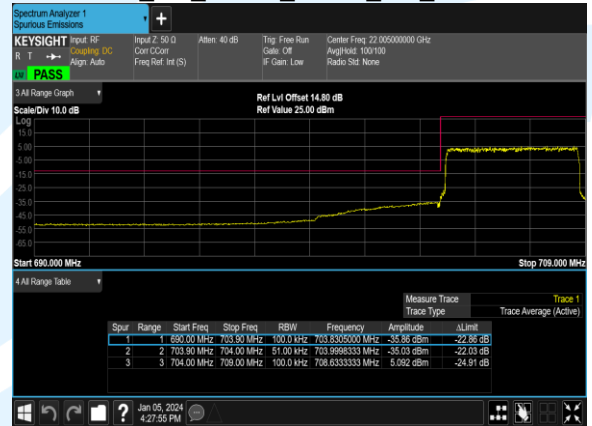 Spectrum Analyzer 1
Spurious Emissions
+
KEYSIGHT Input: RF Input Z: 50 Ω Atten: 40 dB Trig: Free Run Center Freq: 22.005000000 GHz
R T Coupling: DC Corr CCorr Gate: Off Avg|Hold: 100/100
Align: Auto Freq Ref: Int (S) IF Gain: Low Radio Std: None
PASS
3 All Range Graph
Ref Lvl Offset 14.80 dB
Scale/Div 10.0 dB Ref Value 25.00 dBm
Log
15.0
5.00
-5.00
-15.0
-25.0
-35.0
-45.0
-55.0
-65.0
Start 690.000 MHz Stop 709.000 MHz
4 All Range Table
Measure Trace Trace 1
Trace Type Trace Average (Active)
Spur Range Start Freq Stop Freq RBW Frequency Amplitude ΔLimit
1 1 690.00 MHz 703.90 MHz 100.0 kHz 703.8305000 MHz -35.86 dBm -22.86 dB
2 2 703.90 MHz 704.00 MHz 51.00 kHz 703.9998333 MHz -35.03 dBm -22.03 dB
3 3 704.00 MHz 709.00 MHz 100.0 kHz 708.6333333 MHz 5.092 dBm -24.91 dB
?
Jan 05, 2024
4:27:55 PM